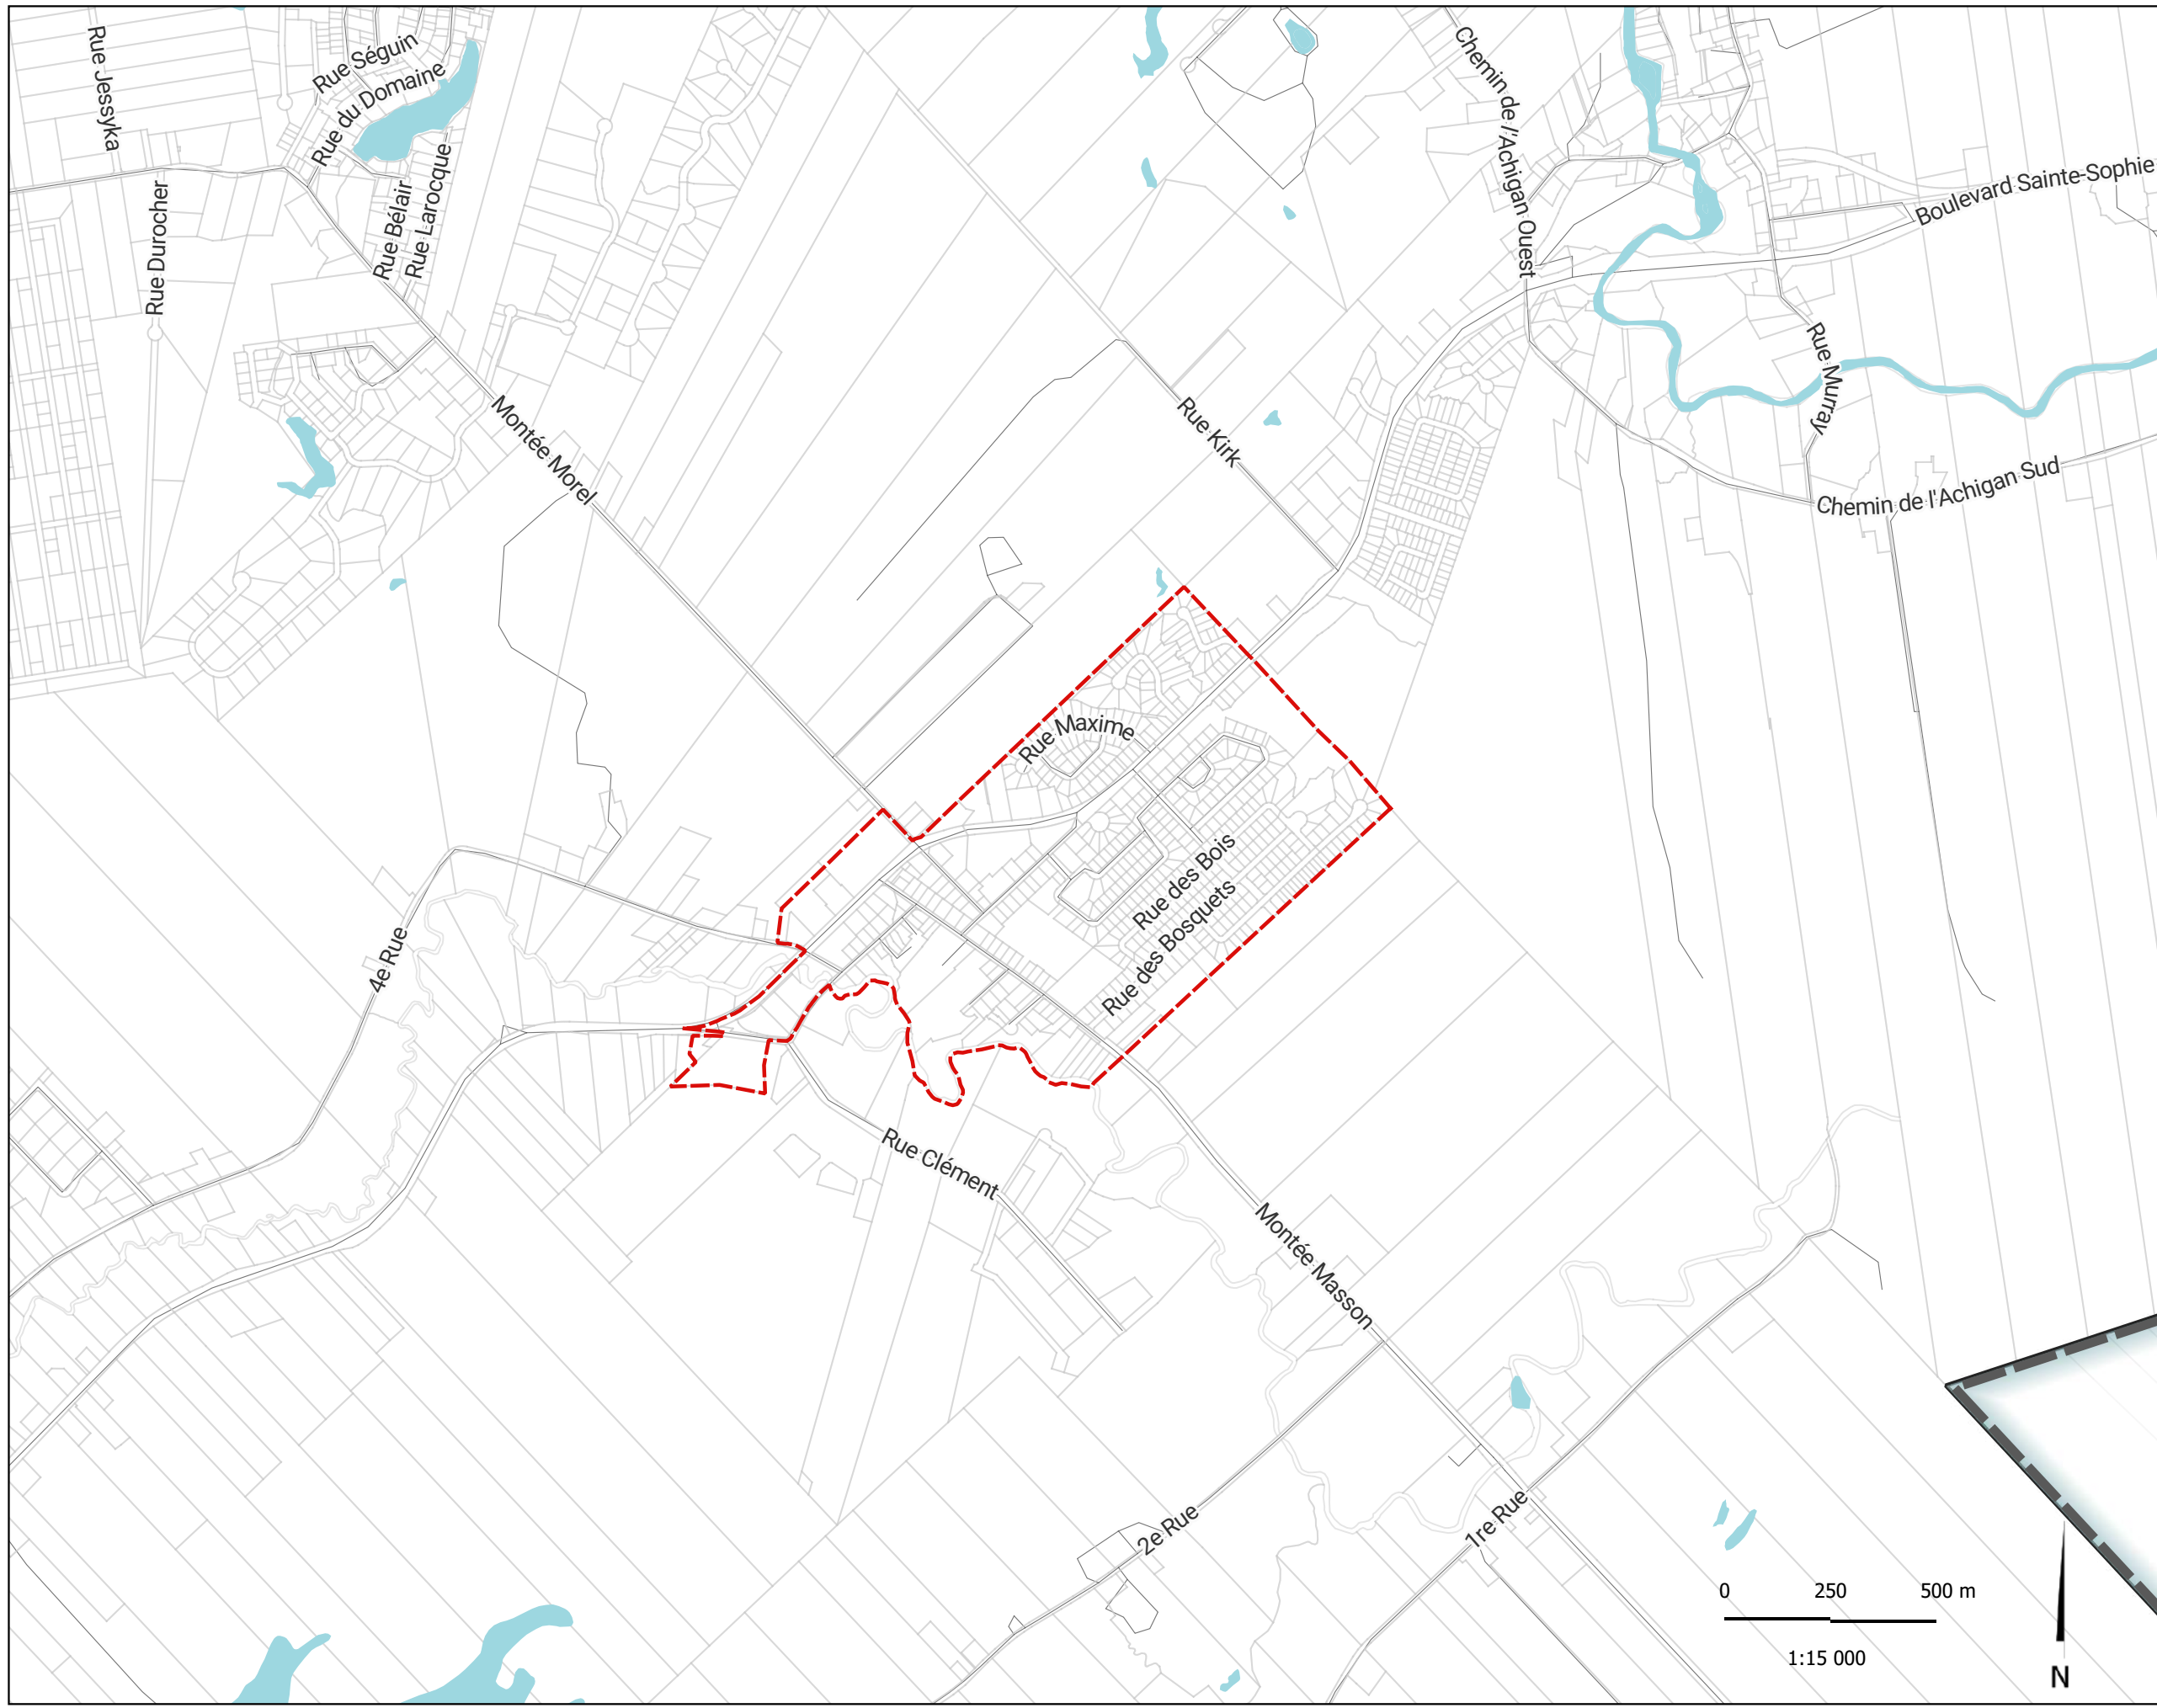 Rue Jessyka
Rue Séguin
Rue du Domaine
Chemin de l'Achigan Ouest
Rue Durocher
Rue Bélair
Rue Larocque
Boulevard Sainte-Sophie
Rue Murray
Montée Morel
Rue Kirk
Chemin de l'Achigan Sud
Rue Maxime
Rue des Bois
Rue des Bosquets
4e Rue
Rue Clément
Montée Masson
2e Rue
1re Rue
0 250 500 m
1:15 000
N